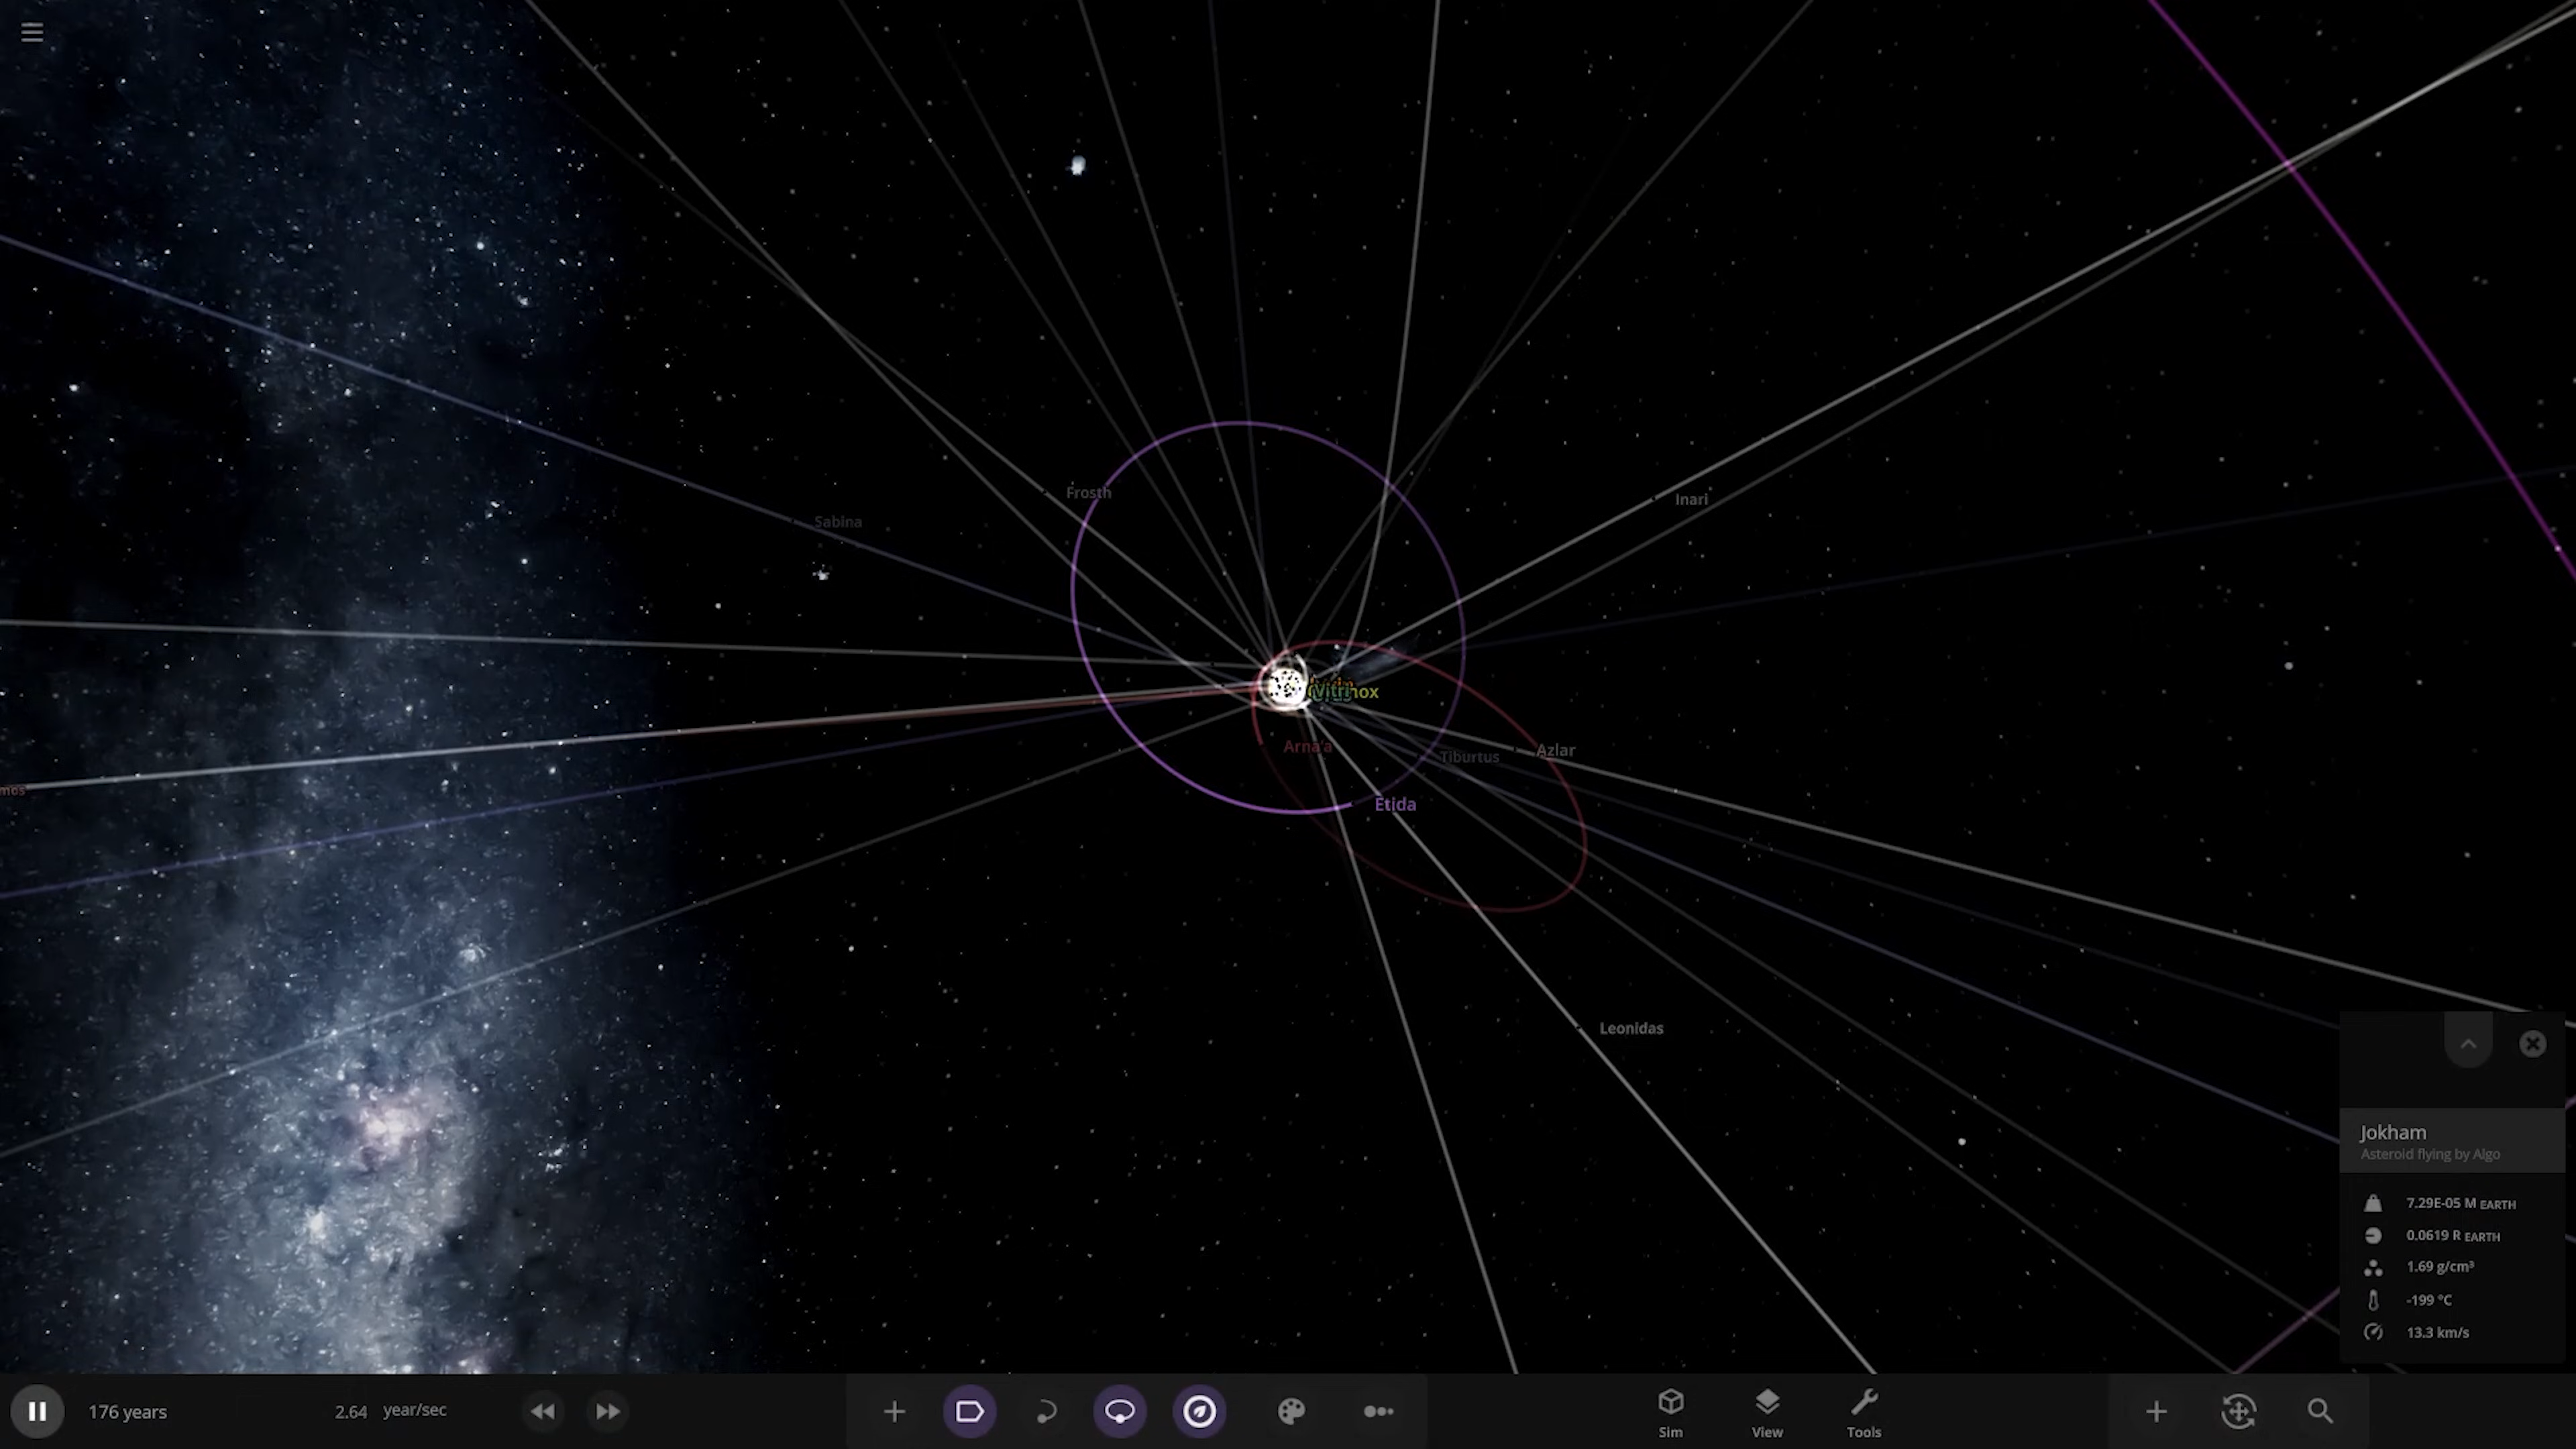 Frosth
Inari
Sabina
Vitrinox
Arna'a
Azlar
Tiburtus
mos
Etida
Leonidas
Jokham
Asteroid flying by Algo
7.29E-05 M EARTH
0.0619 R EARTH
1.69 g/cm³
-199 °C
13.3 km/s
176 years
2.64 year/sec
Sim
View
Tools